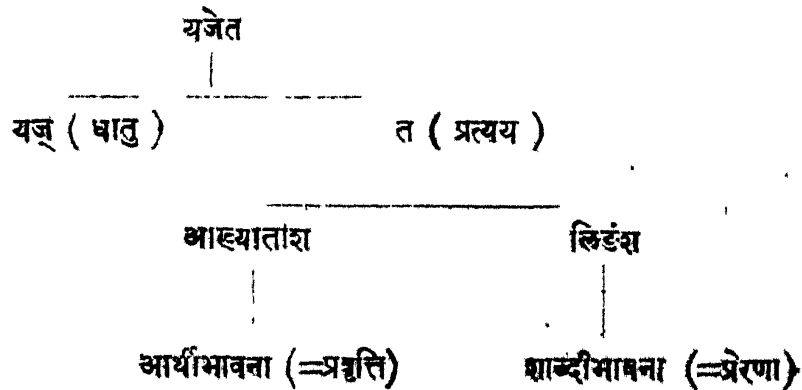 यजेत
यज् ( धातु ) त ( प्रत्यय )
आख्यातांश लिङंश
आर्थीभावना (=प्रवृत्ति) शाब्दीभावना (=प्रेरणा)